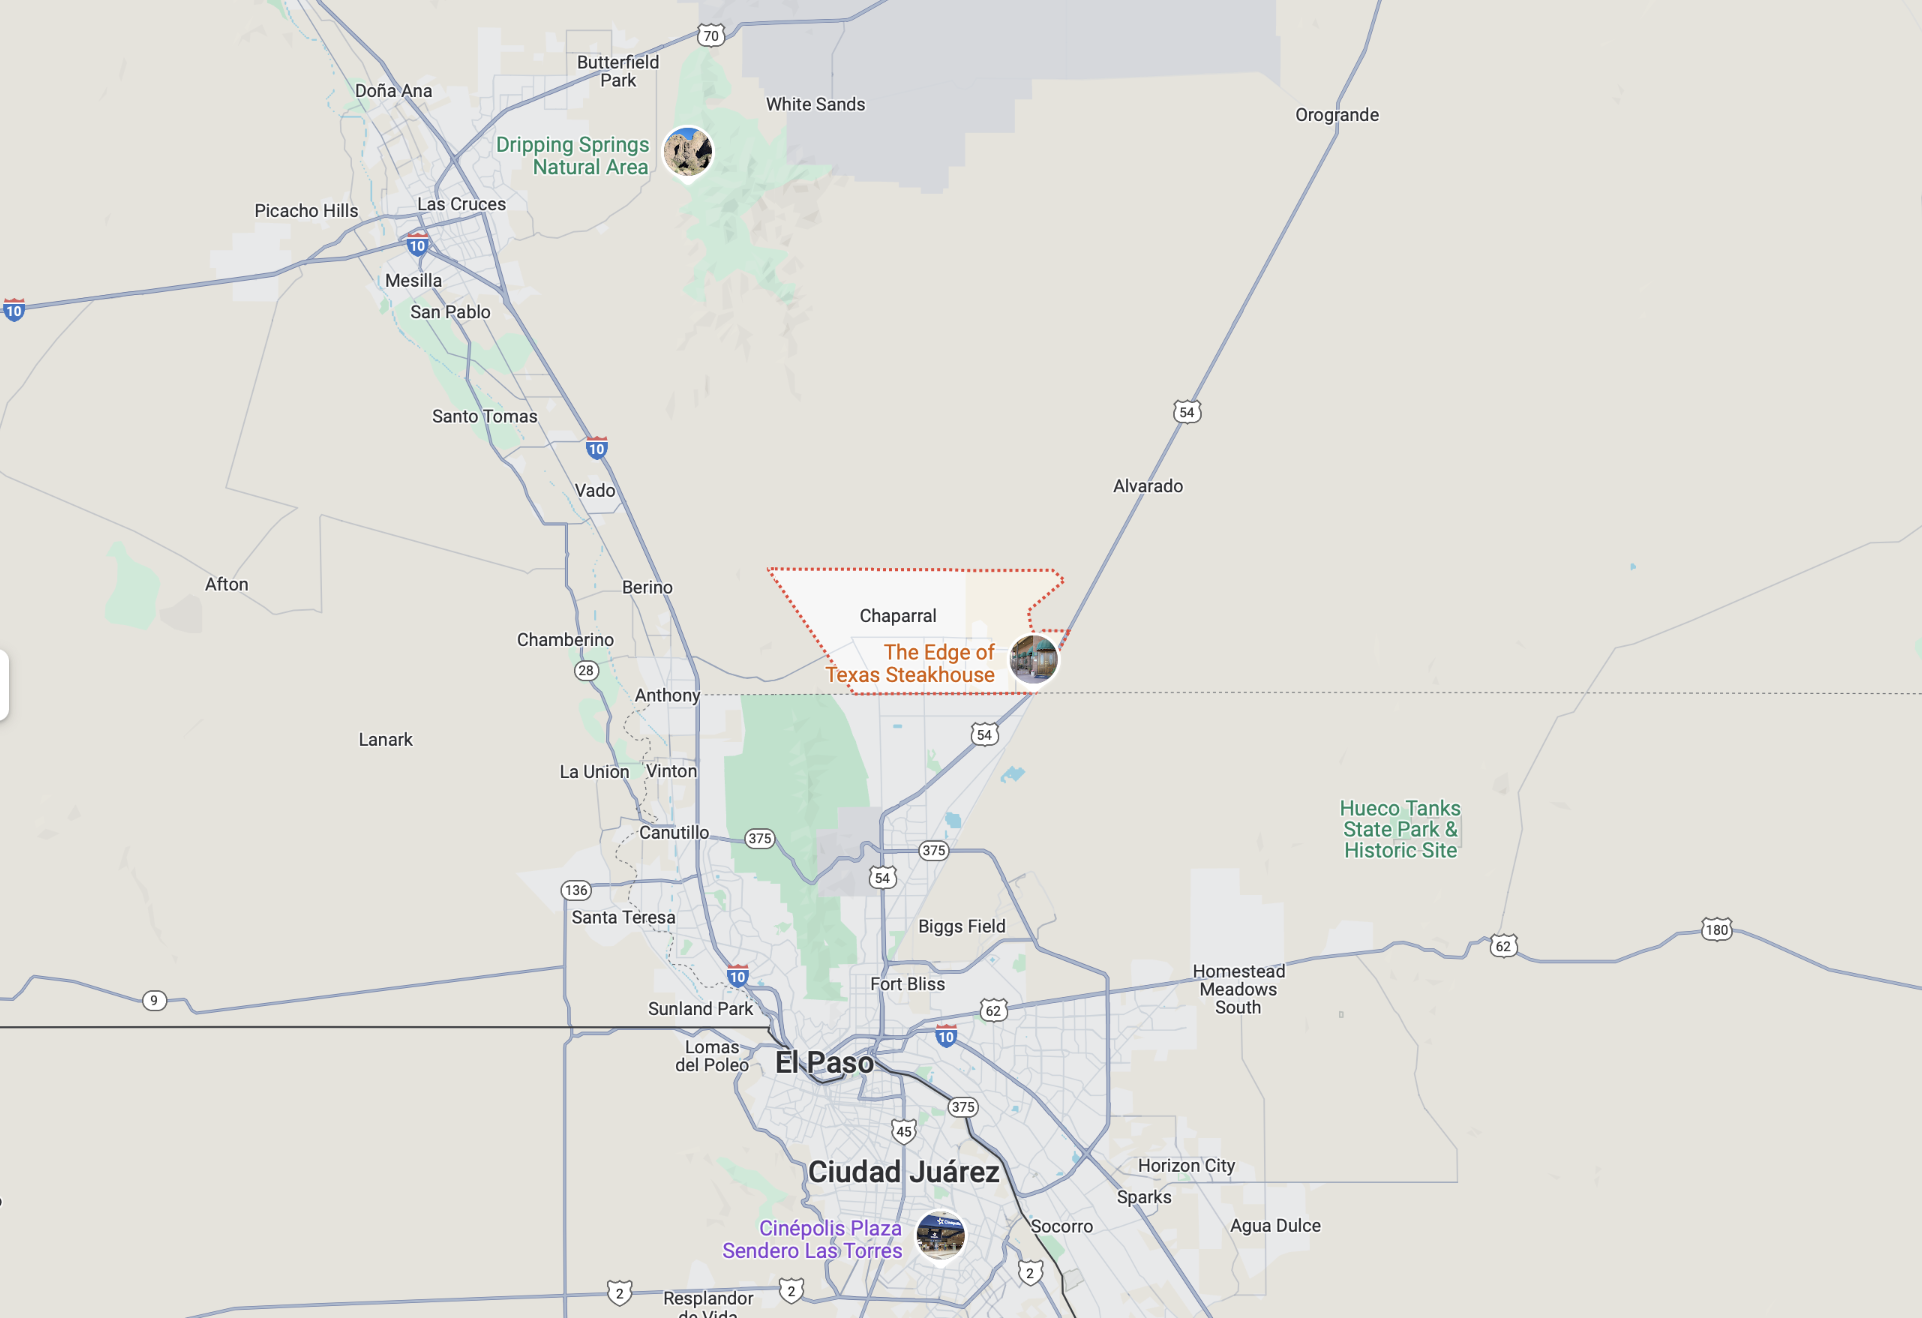 70
Butterfield
Park
Doña Ana
White Sands
Orogrande
Dripping Springs
Natural Area
Picacho Hills
Las Cruces
10
Mesilla
10
San Pablo
54
Santo Tomas
10
Vado
Alvarado
Afton
Berino
Chaparral
Chamberino
The Edge of
Texas Steakhouse
28
Anthony
54
Lanark
La Union
Vinton
Hueco Tanks
State Park &
Historic Site
Canutillo
375
375
54
136
Santa Teresa
Biggs Field
180
62
10
Homestead
Meadows
South
Fort Bliss
9
Sunland Park
62
10
Lomas
del Poleo
El Paso
375
45
Ciudad Juárez
Horizon City
Sparks
Cinépolis Plaza
Sendero Las Torres
Socorro
Agua Dulce
2
2
2
Resplandor
de Vida